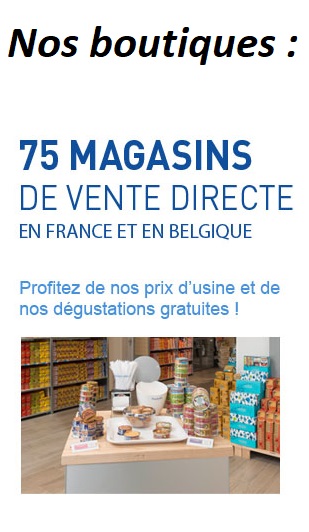 Nos boutiques :
75 MAGASINS
DE VENTE DIRECTE
EN FRANCE ET EN BELGIQUE
Profitez de nos prix d'usine et de
nos dégustations gratuites !